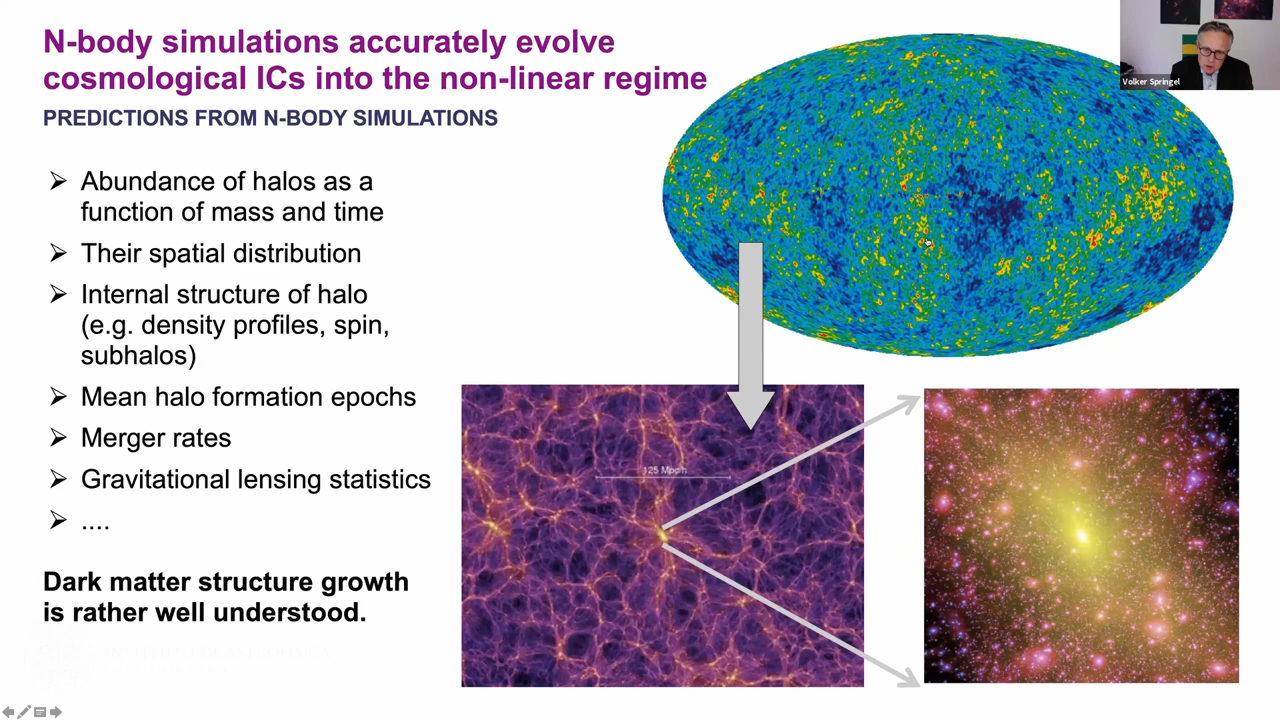 N-body simulations accurately evolve
cosmological ICs into the non-linear regime
PREDICTIONS FROM N-BODY SIMULATIONS
Volker Springel
➢ Abundance of halos as a
function of mass and time
➢ Their spatial distribution
➢ Internal structure of halo
(e.g. density profiles, spin,
subhalos)
➢ Mean halo formation epochs
➢ Merger rates
➢ Gravitational lensing statistics
➢ ....
Dark matter structure growth
is rather well understood.
125 Mpc/h